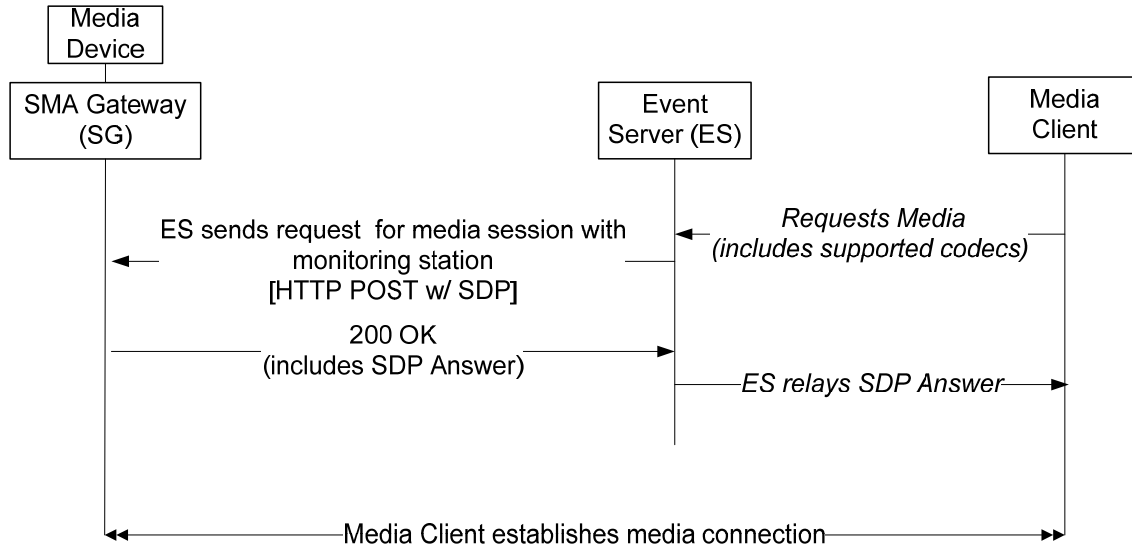 Media
Device
SMA Gateway
(SG)
Event
Server (ES)
Media
Client
Requests Media
(includes supported codecs)
ES sends request for media session with
monitoring station
[HTTP POST w/ SDP]
200 OK
(includes SDP Answer)
ES relays SDP Answer
Media Client establishes media connection